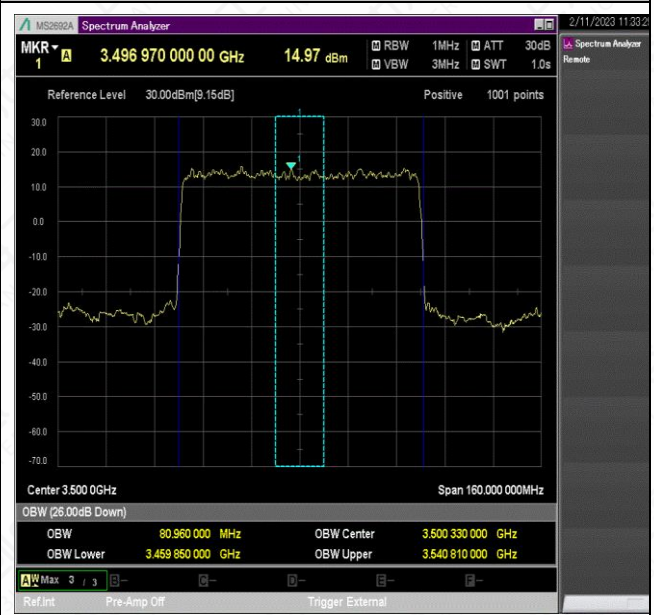 MS2692A Spectrum Analyzer
2/11/2023 11:33:2
MKR 1 A 3.496 970 000 00 GHz 14.97 dBm M RBW 1MHz M ATT 30dB
M VBW 3MHz M SWT 1.0s
Spectrum Analyzer
Remote
Reference Level 30.00dBm[9.15dB] Positive 1001 points
1
30.0
20.0
1
10.0
0.0
-10.0
-20.0
-30.0
-40.0
-50.0
-60.0
-70.0
Center 3.500 0GHz Span 160.000 000MHz
OBW (26.00dB Down)
OBW 80.960 000 MHz OBW Center 3.500 330 000 GHz
OBW Lower 3.459 850 000 GHz OBW Upper 3.540 810 000 GHz
A W Max 3 / 3 B- C- D- E- F-
Ref.Int Pre-Amp Off Trigger External